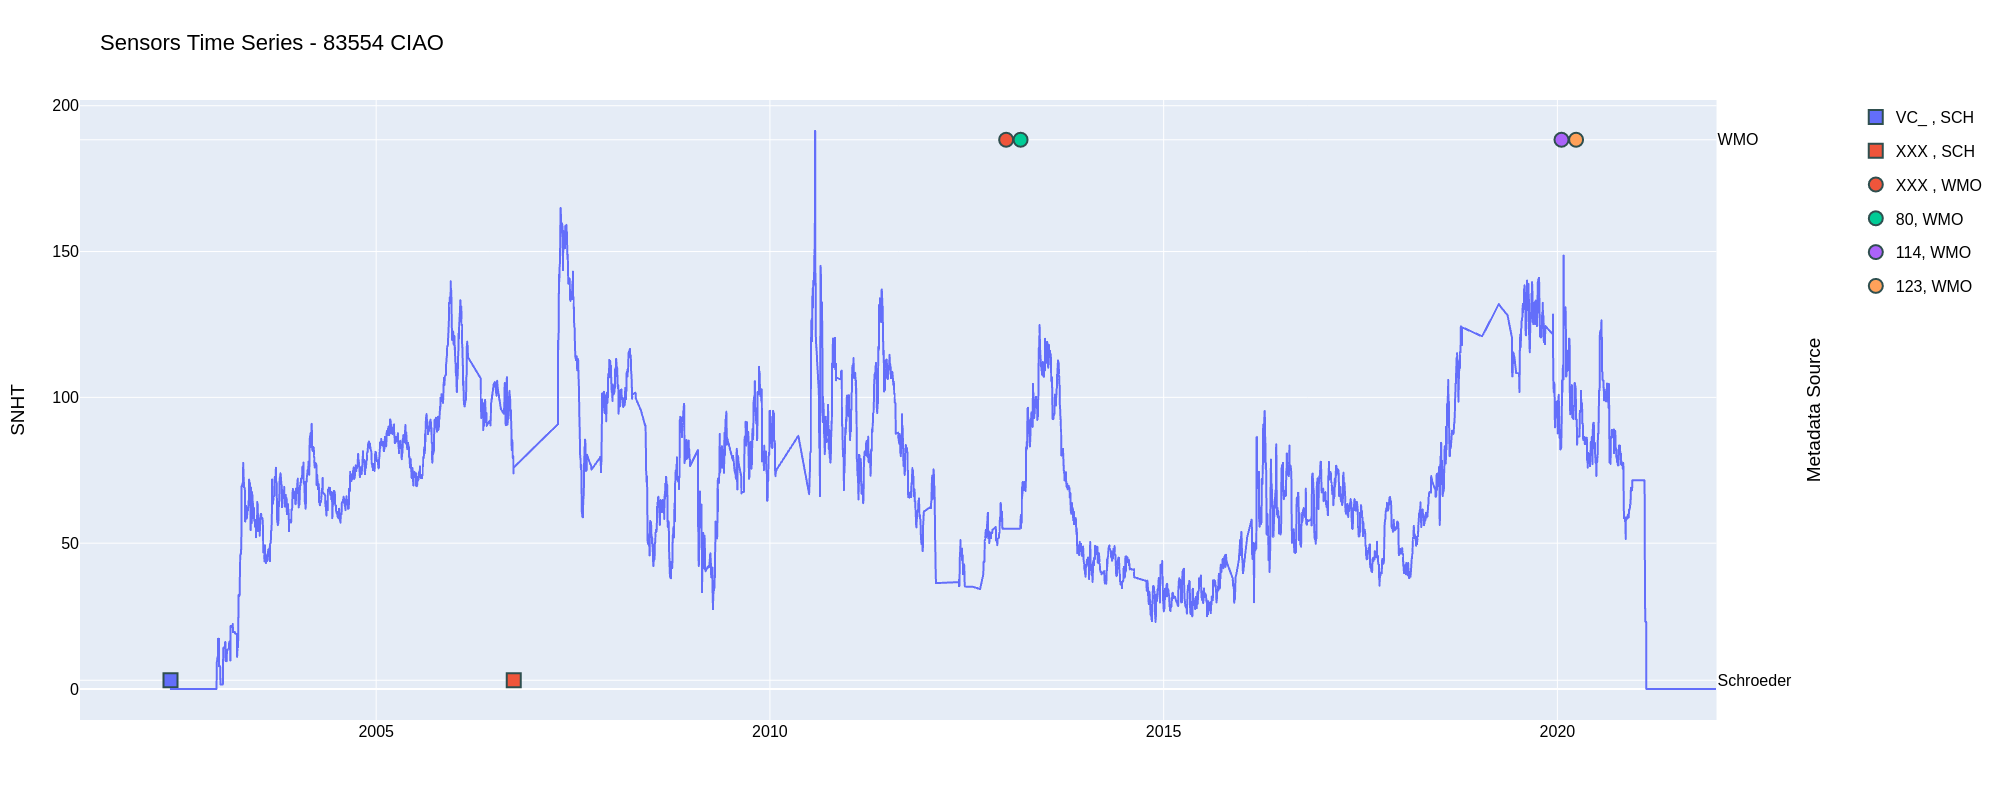 Sensors Time Series - 83554 CIAO
SNHT
200
150
100
50
0
2005
2010
2015
2020
WMO
Schroeder
Metadata Source
VC_ , SCH
XXX , SCH
XXX , WMO
80, WMO
114, WMO
123, WMO